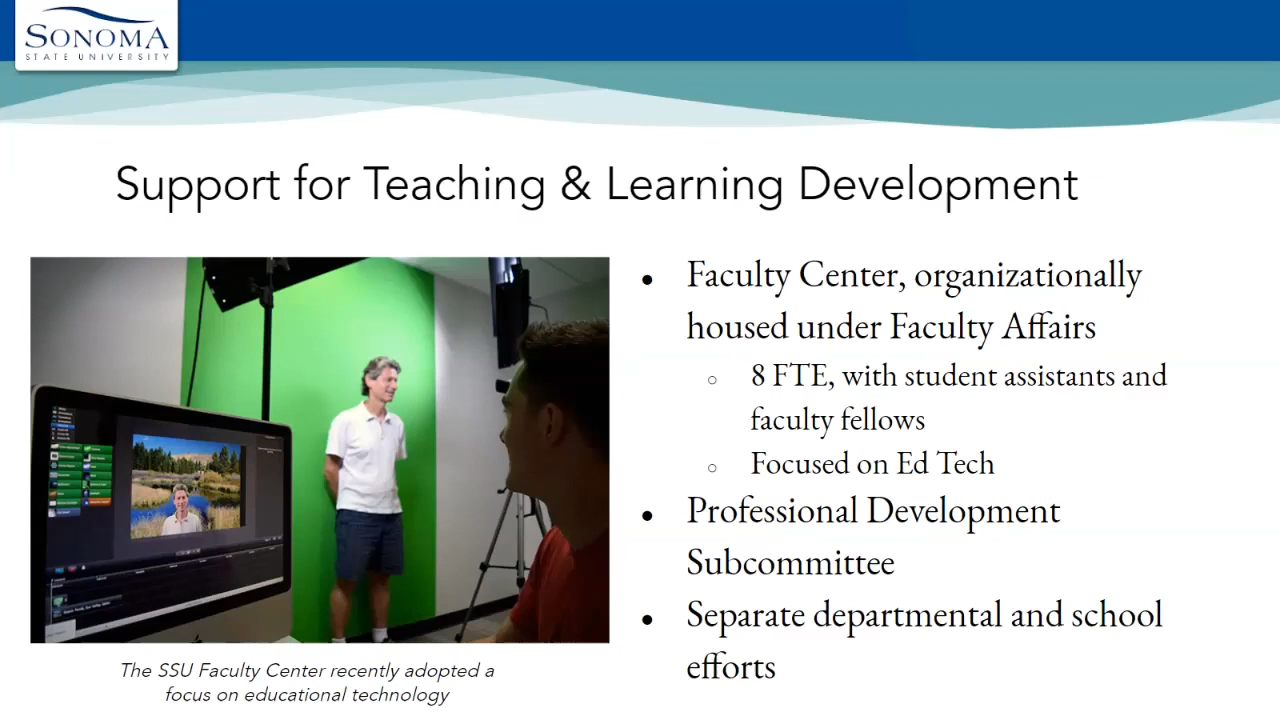 SONOMA
STATE UNIVERSITY
Support for Teaching & Learning Development
Faculty Center, organizationally
housed under Faculty Affairs
8 FTE, with student assistants and
faculty fellows
Focused on Ed Tech
Professional Development
Subcommittee
Separate departmental and school
efforts
The SSU Faculty Center recently adopted a
focus on educational technology